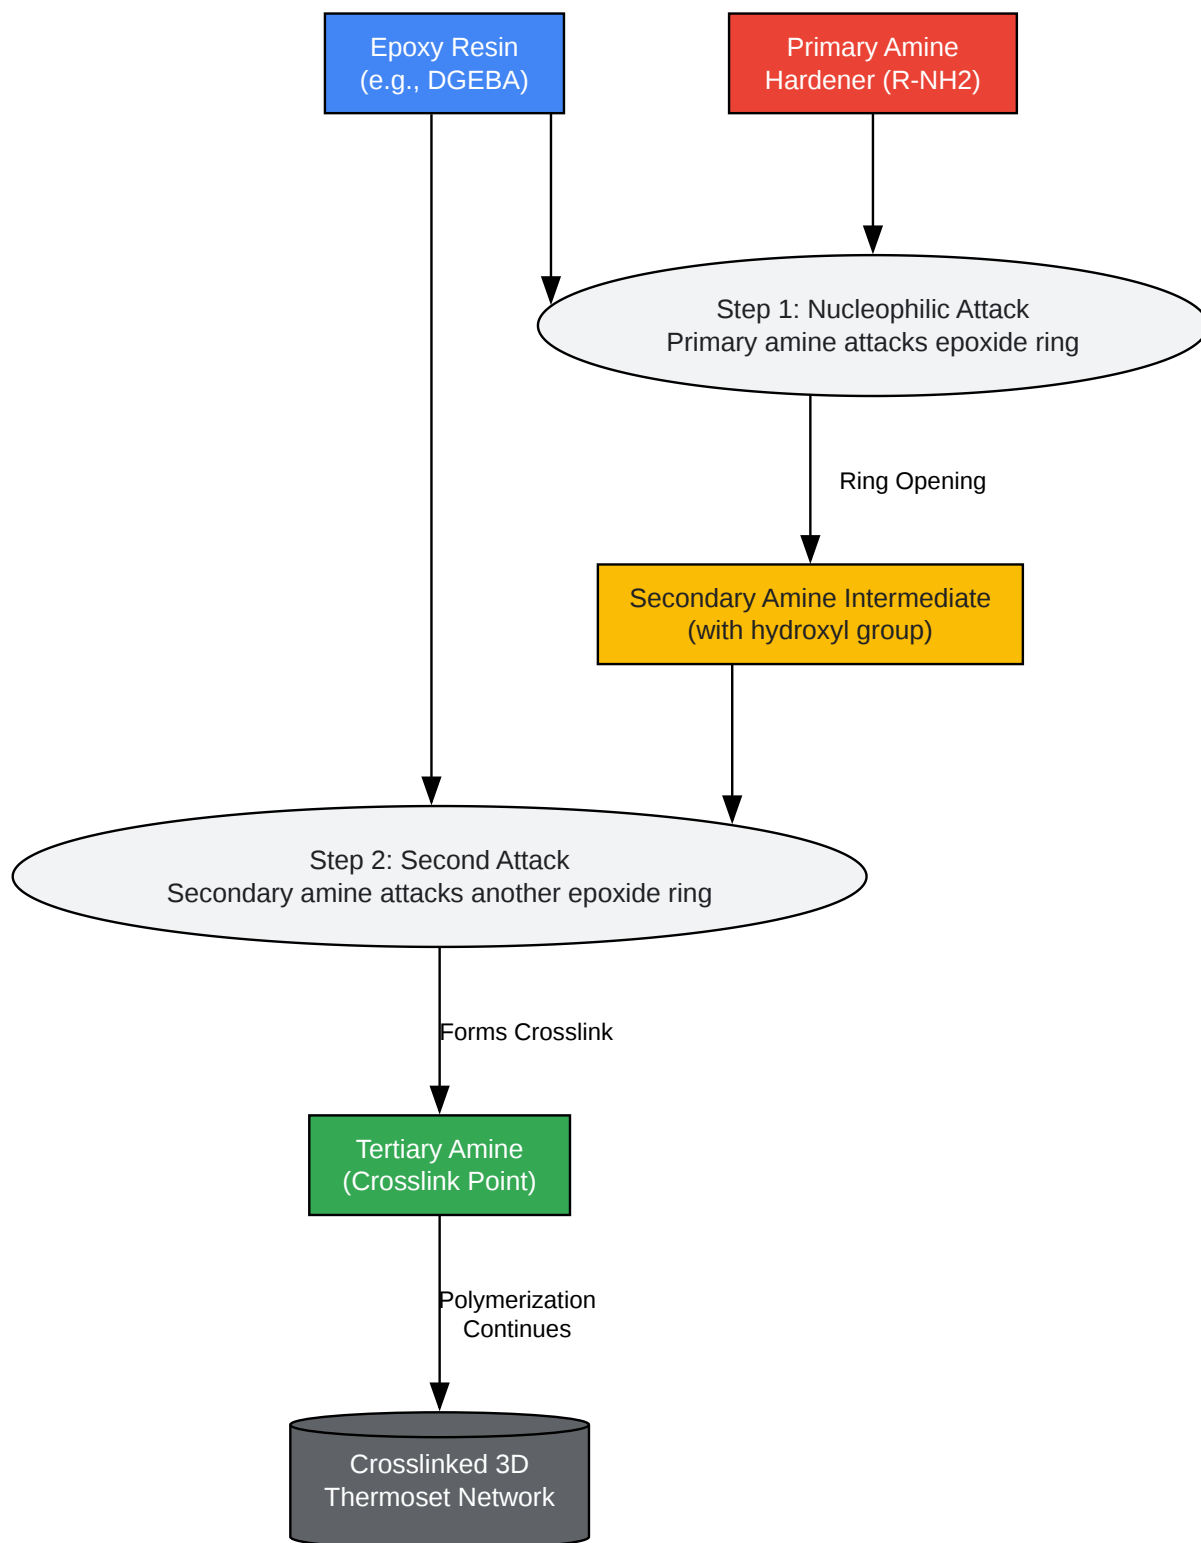 Epoxy Resin
(e.g., DGEBA)
Primary Amine
Hardener (R-NH2)
Step 1: Nucleophilic Attack
Primary amine attacks epoxide ring
Ring Opening
Secondary Amine Intermediate
(with hydroxyl group)
Step 2: Second Attack
Secondary amine attacks another epoxide ring
Forms Crosslink
Tertiary Amine
(Crosslink Point)
Polymerization
Continues
Crosslinked 3D
Thermoset Network